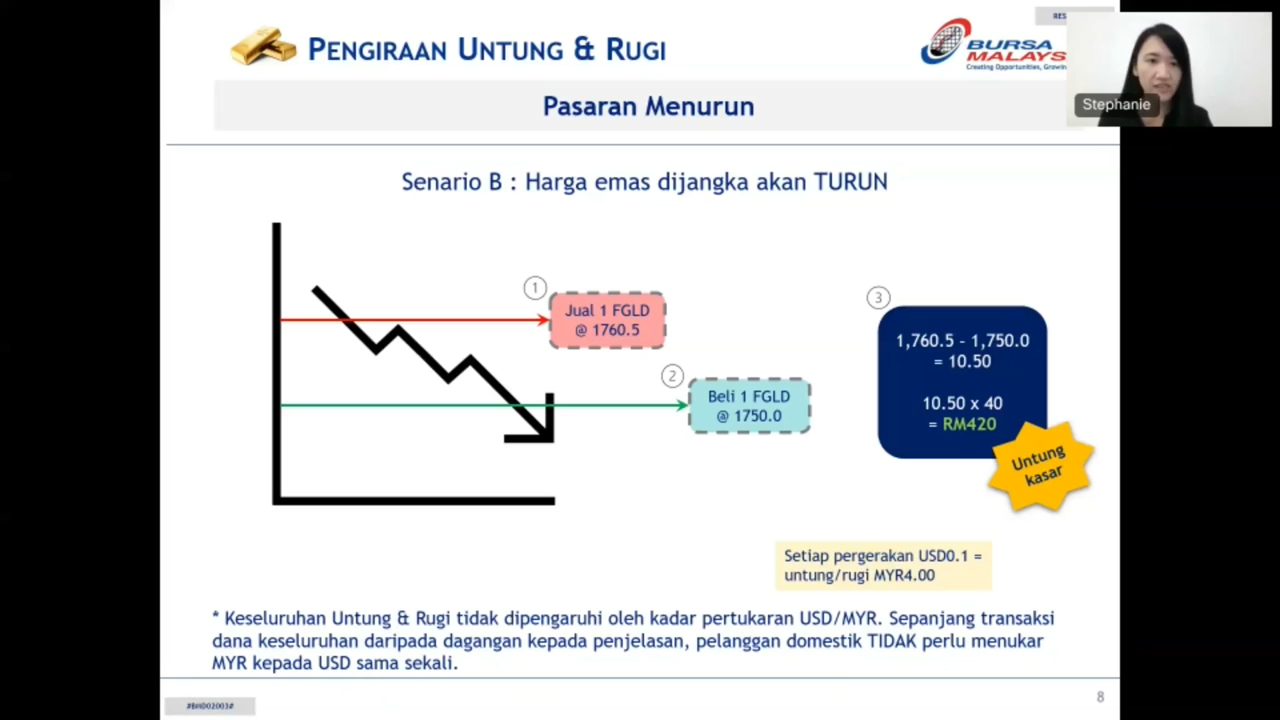 RES
PENGIRAAN UNTUNG & RUGI
BURSA
MALAYS
Creating Opportunities, Growin
Stephanie
Pasaran Menurun
Senario B : Harga emas dijangka akan TURUN
1
Jual 1 FGLD
@ 1760.5
2
Beli 1 FGLD
@ 1750.0
3
1,760.5 - 1,750.0
= 10.50
10.50 x 40
= RM420
Untung
kasar
Setiap pergerakan USD0.1 =
untung/rugi MYR4.00
* Keseluruhan Untung & Rugi tidak dipengaruhi oleh kadar pertukaran USD/MYR. Sepanjang transaksi
dana keseluruhan daripada dagangan kepada penjelasan, pelanggan domestik TIDAK perlu menukar
MYR kepada USD sama sekali.
#BMD02003#
8